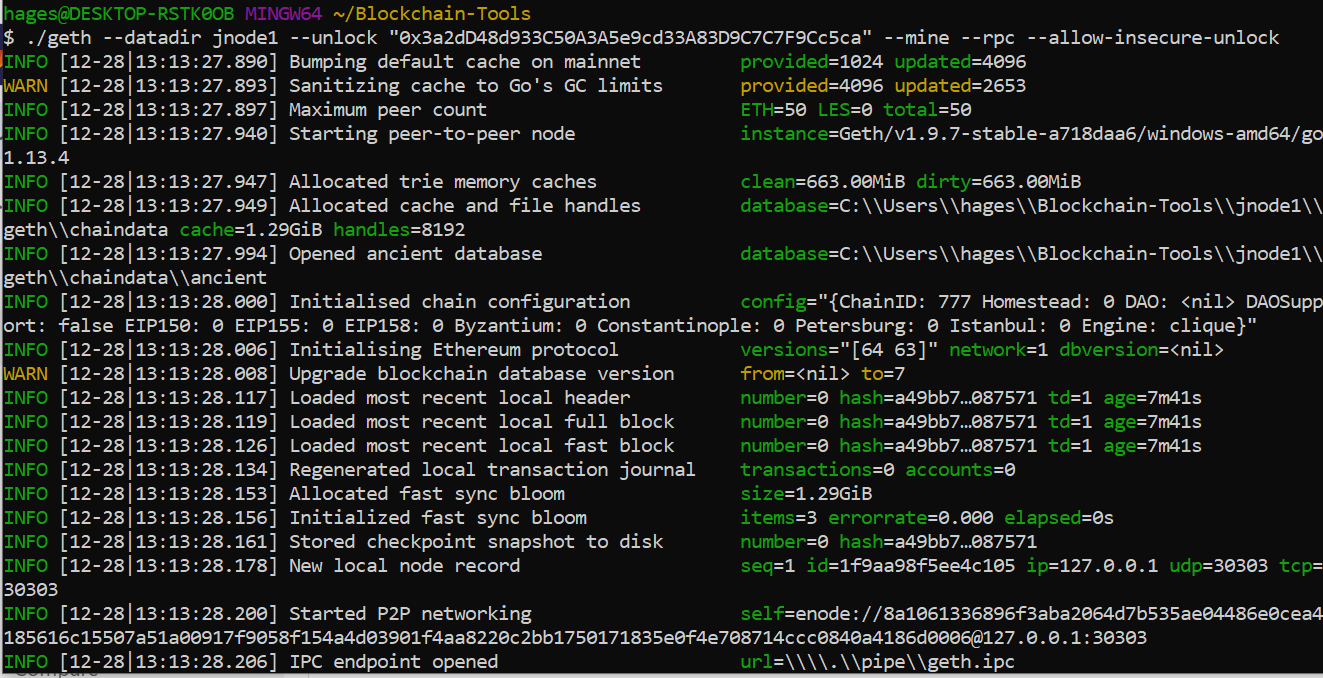 hages@DESKTOP-RSTK0OB MINGW64 ~/Blockchain-Tools
$ ./geth --datadir jnode1 --unlock "0x3a2dD48d933C50A3A5e9cd33A83D9C7C7F9Cc5ca" --mine --rpc --allow-insecure-unlock
INFO [12-28|13:13:27.890] Bumping default cache on mainnet provided=1024 updated=4096
WARN [12-28|13:13:27.893] Sanitizing cache to Go's GC limits provided=4096 updated=2653
INFO [12-28|13:13:27.897] Maximum peer count ETH=50 LES=0 total=50
INFO [12-28|13:13:27.940] Starting peer-to-peer node instance=Geth/v1.9.7-stable-a718daa6/windows-amd64/go
1.13.4
INFO [12-28|13:13:27.947] Allocated trie memory caches clean=663.00MiB dirty=663.00MiB
INFO [12-28|13:13:27.949] Allocated cache and file handles database=C:\\Users\\hages\\Blockchain-Tools\\jnode1\\
geth\\chaindata cache=1.29GiB handles=8192
INFO [12-28|13:13:27.994] Opened ancient database database=C:\\Users\\hages\\Blockchain-Tools\\jnode1\\
geth\\chaindata\\ancient
INFO [12-28|13:13:28.000] Initialised chain configuration config="{ChainID: 777 Homestead: 0 DAO: <nil> DAOSupp
ort: false EIP150: 0 EIP155: 0 EIP158: 0 Byzantium: 0 Constantinople: 0 Petersburg: 0 Istanbul: 0 Engine: clique}"
INFO [12-28|13:13:28.006] Initialising Ethereum protocol versions="[64 63]" network=1 dbversion=<nil>
WARN [12-28|13:13:28.008] Upgrade blockchain database version from=<nil> to=7
INFO [12-28|13:13:28.117] Loaded most recent local header number=0 hash=a49bb7…087571 td=1 age=7m41s
INFO [12-28|13:13:28.119] Loaded most recent local full block number=0 hash=a49bb7…087571 td=1 age=7m41s
INFO [12-28|13:13:28.126] Loaded most recent local fast block number=0 hash=a49bb7…087571 td=1 age=7m41s
INFO [12-28|13:13:28.134] Regenerated local transaction journal transactions=0 accounts=0
INFO [12-28|13:13:28.153] Allocated fast sync bloom size=1.29GiB
INFO [12-28|13:13:28.156] Initialized fast sync bloom items=3 errorrate=0.000 elapsed=0s
INFO [12-28|13:13:28.161] Stored checkpoint snapshot to disk number=0 hash=a49bb7…087571
INFO [12-28|13:13:28.178] New local node record seq=1 id=1f9aa98f5ee4c105 ip=127.0.0.1 udp=30303 tcp=
30303
INFO [12-28|13:13:28.200] Started P2P networking self=enode://8a1061336896f3aba2064d7b535ae04486e0cea4
185616c15507a51a00917f9058f154a4d03901f4aa8220c2bb1750171835e0f4e708714ccc0840a4186d0006@127.0.0.1:30303
INFO [12-28|13:13:28.206] IPC endpoint opened url=\\\\.\\pipe\\geth.ipc